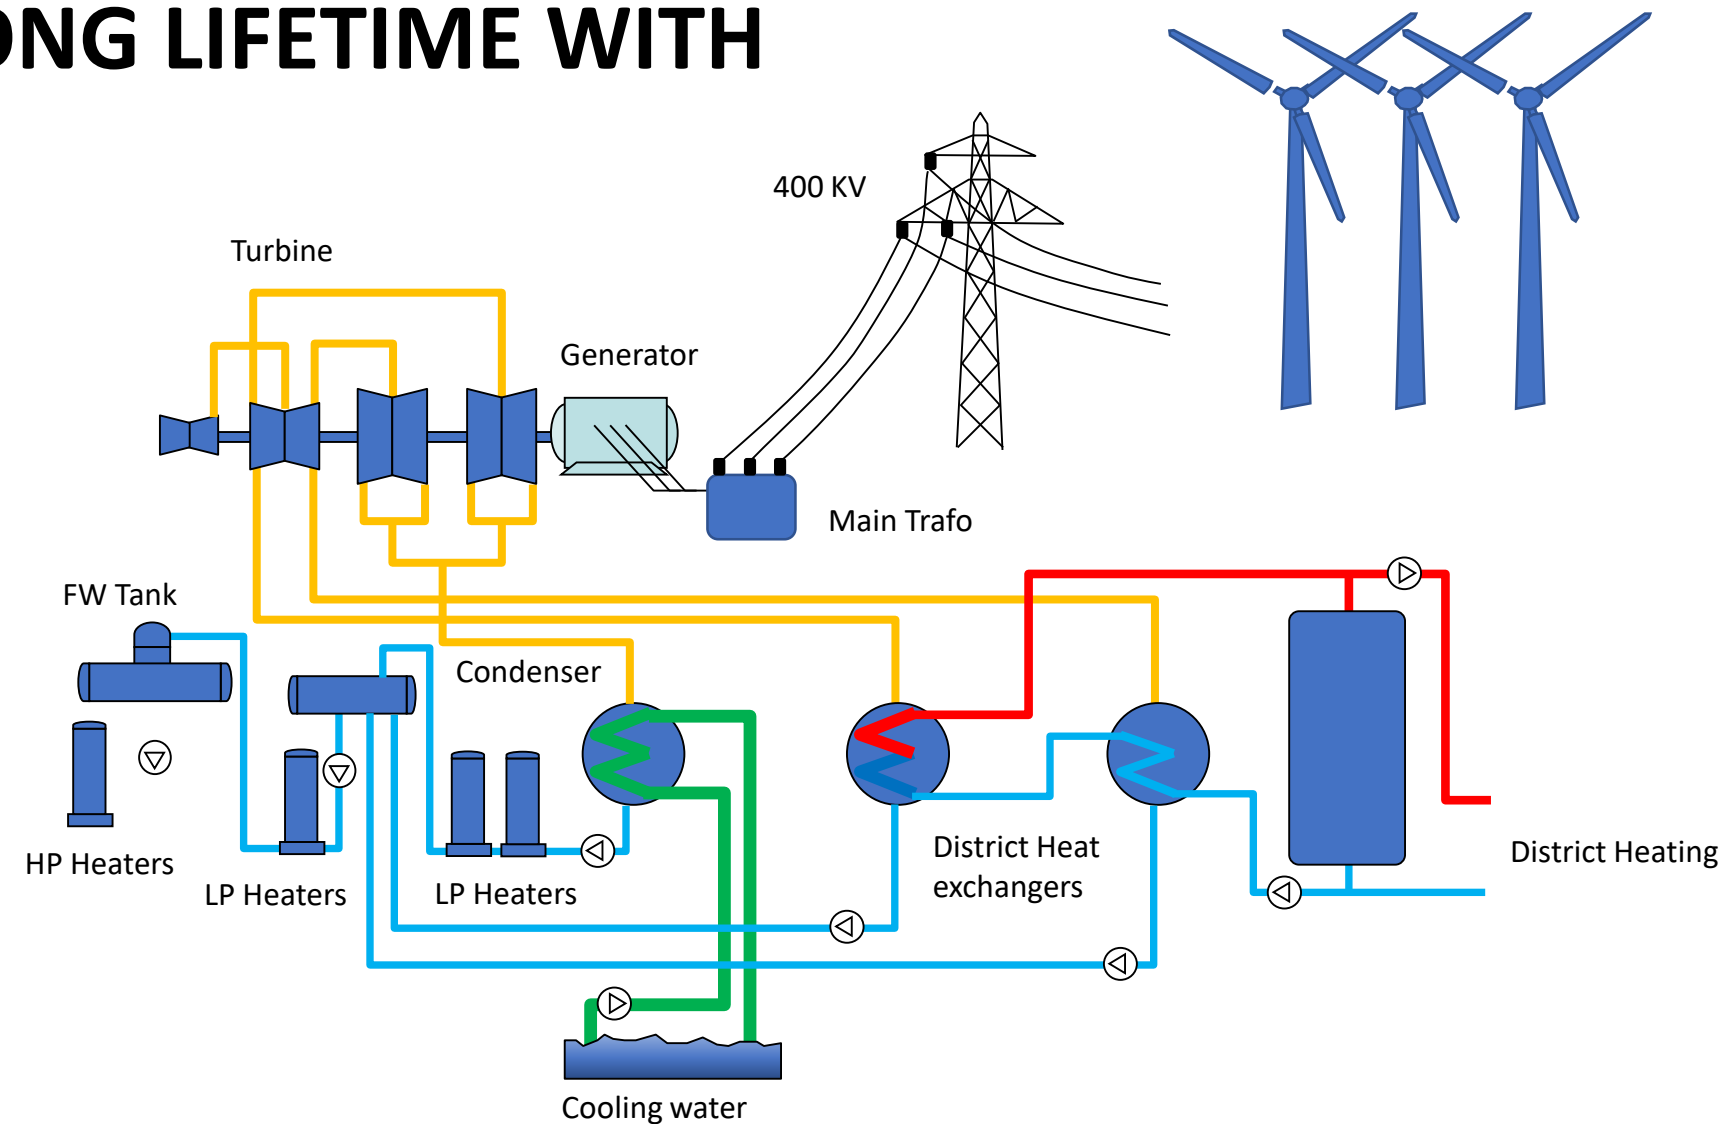 ONG LIFETIME WITH
400 KV
Turbine
Generator
Main Trafo
FW Tank
Condenser
HP Heaters
LP Heaters
LP Heaters
District Heat
exchangers
District Heating
Cooling water